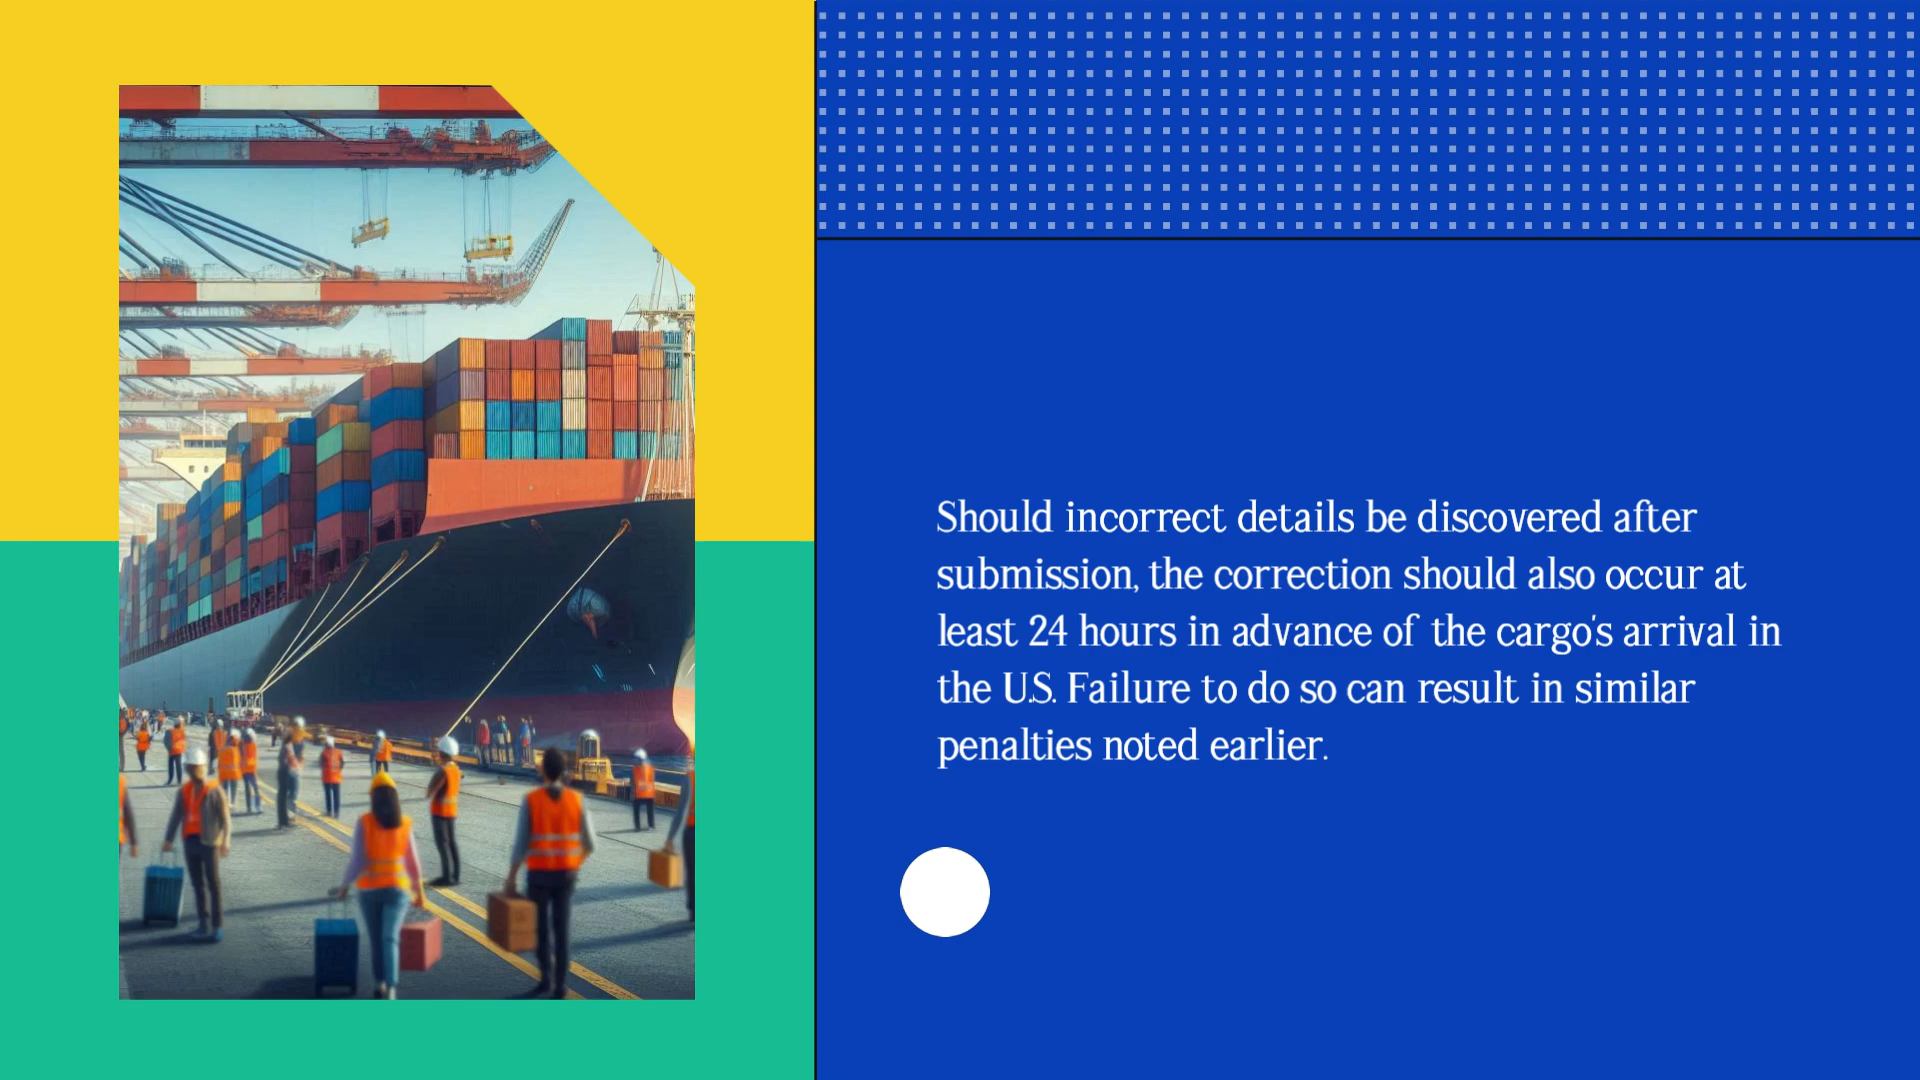 Should incorrect details be discovered after
submission, the correction should also occur at
least 24 hours in advance of the cargo's arrival in
the U.S. Failure to do so can result in similar
penalties noted earlier.